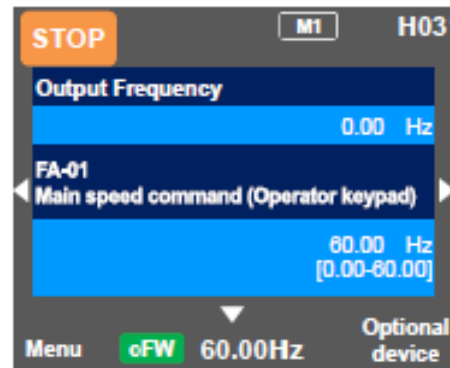 STOP M1 H03
Output Frequency
0.00 Hz
FA-01
Main speed command (Operator keypad)
60.00 Hz
[0.00-60.00]
Menu oFW 60.00Hz Optional
device